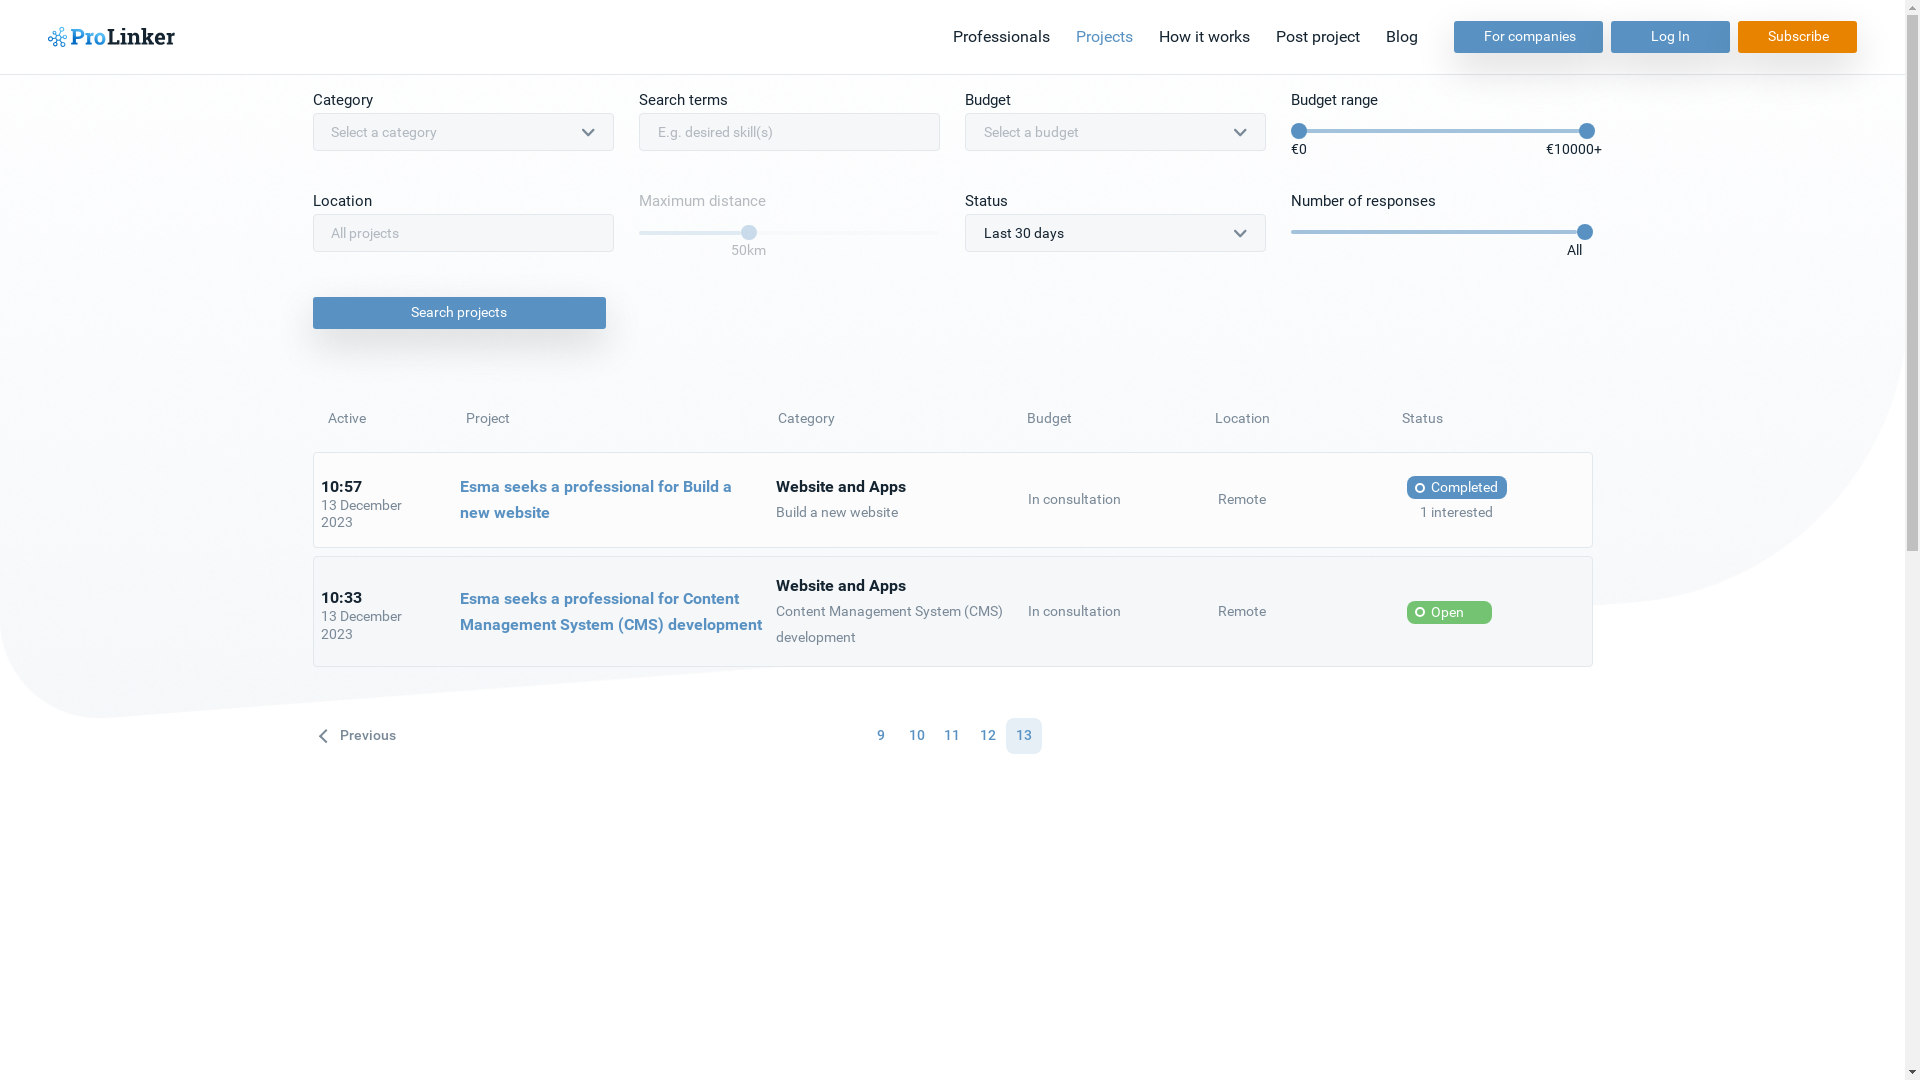 ProLinker
Professionals
Projects
How it works
Post project
Blog
For companies
Log In
Subscribe
Category
Search terms
Budget
Budget range
Select a category
E.g. desired skill(s)
Select a budget
€0
€10000+
Location
Maximum distance
Status
Number of responses
All projects
50km
Last 30 days
All
Search projects
Active
Project
Category
Budget
Location
Status
10:57
13 December
2023
Esma seeks a professional for Build a
new website
Website and Apps
Build a new website
In consultation
Remote
Completed
1 interested
10:33
13 December
2023
Esma seeks a professional for Content
Management System (CMS) development
Website and Apps
Content Management System (CMS)
development
In consultation
Remote
Open
Previous
9
10
11
12
13